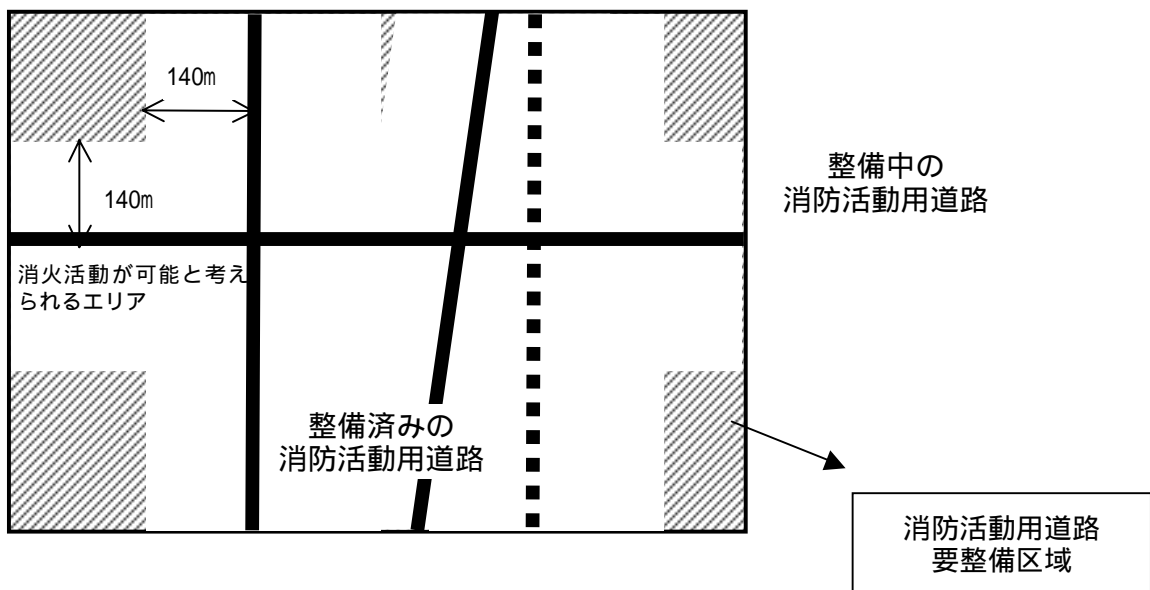 140m
140m
消火活動が可能と考え
られるエリア
整備中の
消防活動用道路
整備済みの
消防活動用道路
消防活動用道路
要整備区域